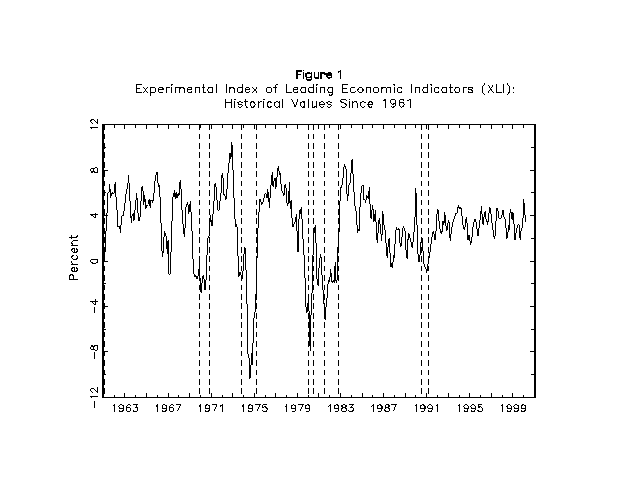 Figure 1
Experimental Index of Leading Economic Indicators (XLI):
Historical Values Since 1961
Percent
12
8
4
0
-4
-8
-12
1963 1967 1971 1975 1979 1983 1987 1991 1995 1999